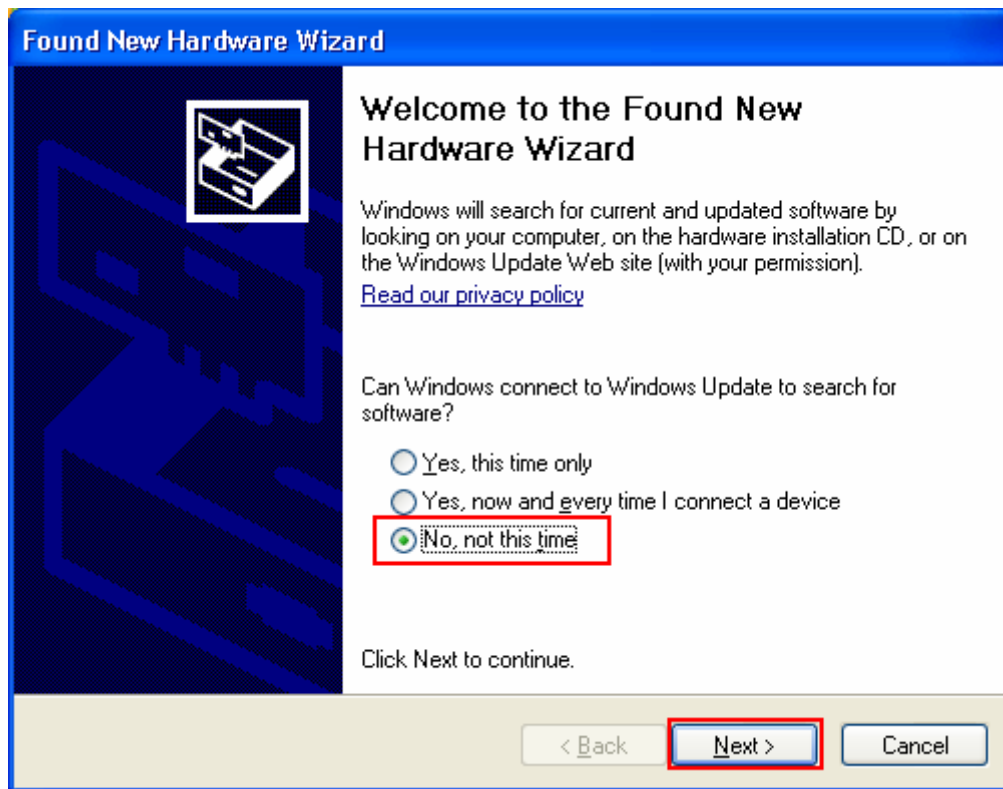 Found New Hardware Wizard
Welcome to the Found New
Hardware Wizard
Windows will search for current and updated software by
looking on your computer, on the hardware installation CD, or on
the Windows Update Web site (with your permission).
Read our privacy policy
Can Windows connect to Windows Update to search for
software?
Yes, this time only
Yes, now and every time I connect a device
No, not this time
Click Next to continue.
< Back Next > Cancel